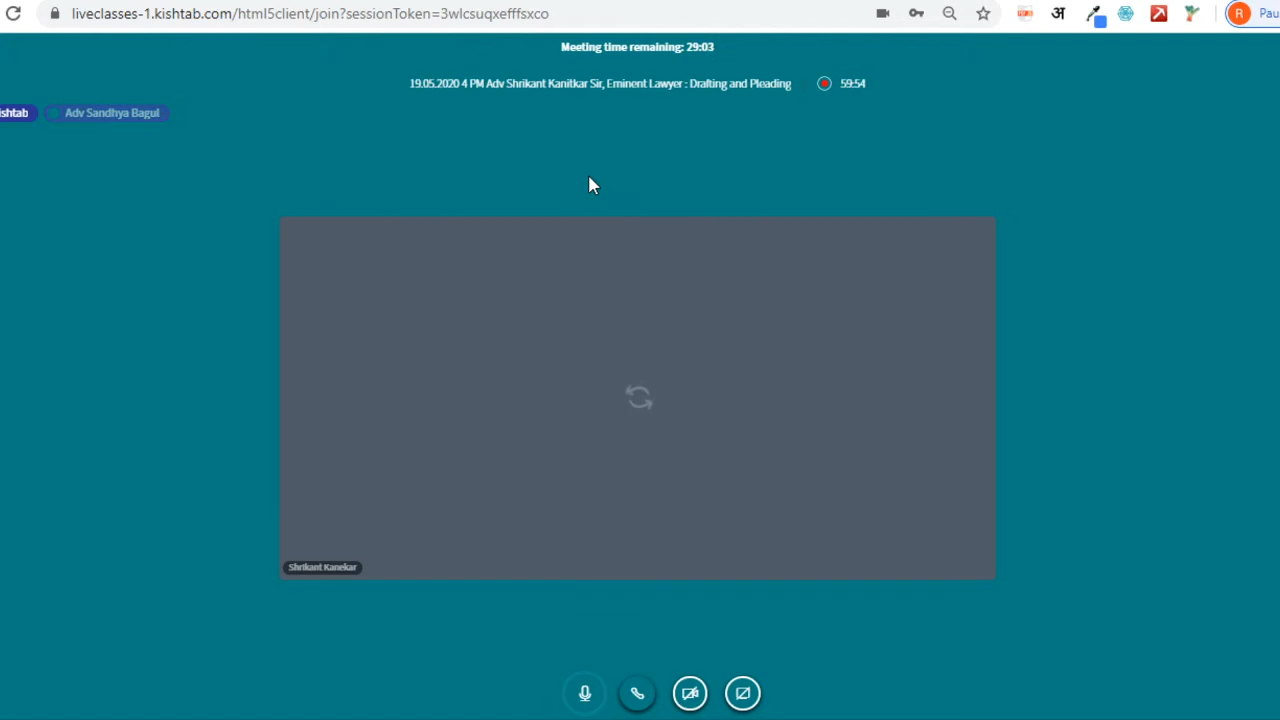 liveclasses-1.kishtab.com/html5client/join?sessionToken=3wlcsuqxefffsxco
अ
R
Pau
Meeting time remaining: 29:03
19.05.2020 4 PM Adv Shrikant Kanitkar Sir, Eminent Lawyer : Drafting and Pleading
59:54
ishtab
Adv Sandhya Bagul
Shrikant Kanekar